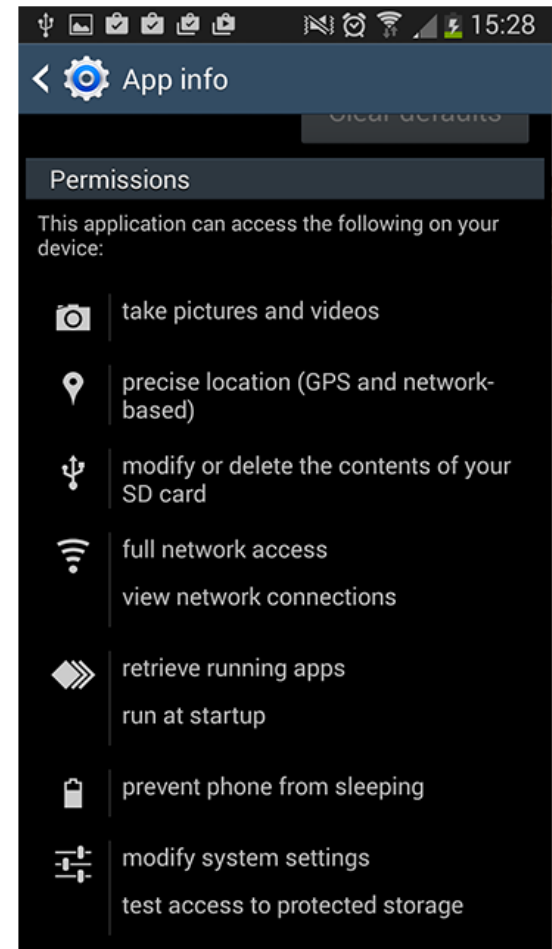 15:28
App info
Clear defaults
Permissions
This application can access the following on your
device:
take pictures and videos
precise location (GPS and network-
based)
modify or delete the contents of your
SD card
full network access
view network connections
retrieve running apps
run at startup
prevent phone from sleeping
modify system settings
test access to protected storage